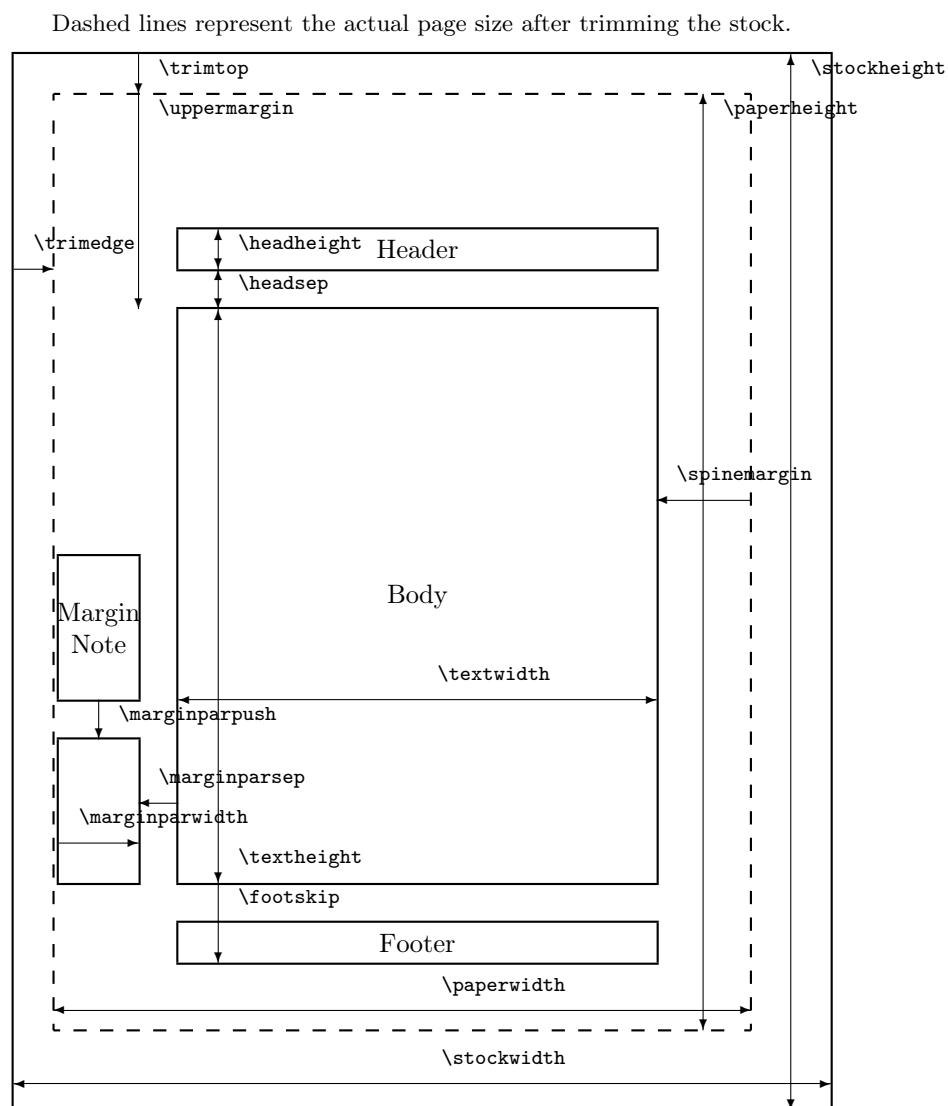 Dashed lines represent the actual page size after trimming the stock.
\trimtop
\stockheight
\uppermargin
\paperheight
\trimedge
\headheight
Header
\headsep
\spinemargin
Body
Margin
Note
\textwidth
\marginparpush
\marginparsep
\marginparwidth
\textheight
\footskip
Footer
\paperwidth
\stockwidth